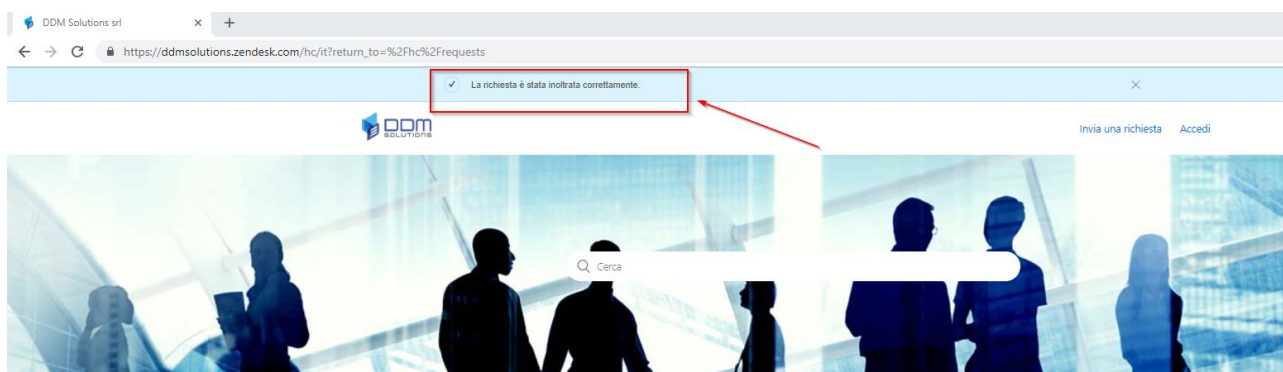 DDM Solutions srl
https://ddmsolutions.zendesk.com/hc/it?return_to=%2Fhc%2Frequests
La richiesta è stata inoltrata correttamente.
DDM
SOLUTIONS
Invia una richiesta Accedi
Cerca